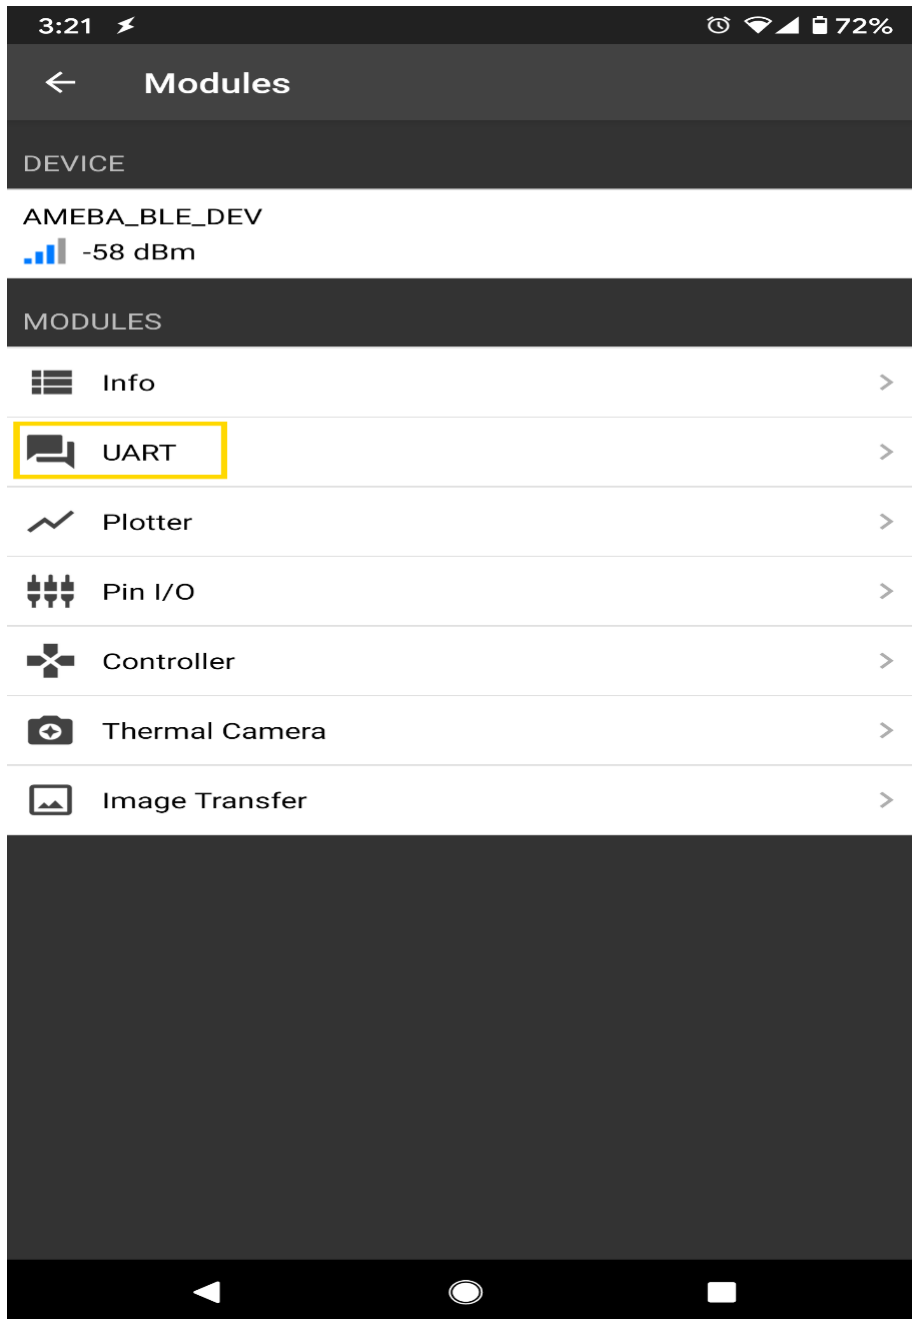 3:21 72%
Modules
DEVICE
AMEBA_BLE_DEV
-58 dBm
MODULES
Info
UART
Plotter
Pin I/O
Controller
Thermal Camera
Image Transfer